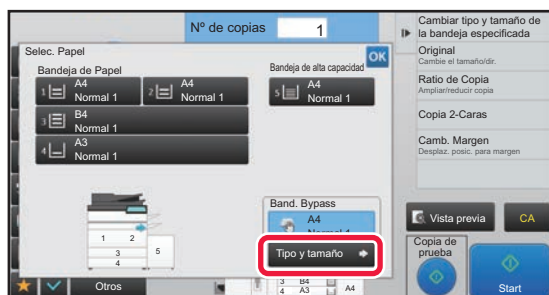 Nº de copias 1
Selec. Papel
OK
Bandeja de Papel
Bandeja de alta capacidad
1 A4
Normal 1
2 A4
Normal 1
5 A4
Normal 1
3 B4
Normal 1
4 A3
Normal 1
Band. Bypass
A4
Normal 1
Tipo y tamaño
1 2
3
4
5
Otros
3 B4
4 A3
A4
Cambiar tipo y tamaño de
la bandeja especificada
Original
Cambie el tamaño/dir.
Ratio de Copia
Ampliar/reducir copia
Copia 2-Caras
Camb. Margen
Desplaz. posic. para margen
Vista previa
CA
Copia de
prueba
Start